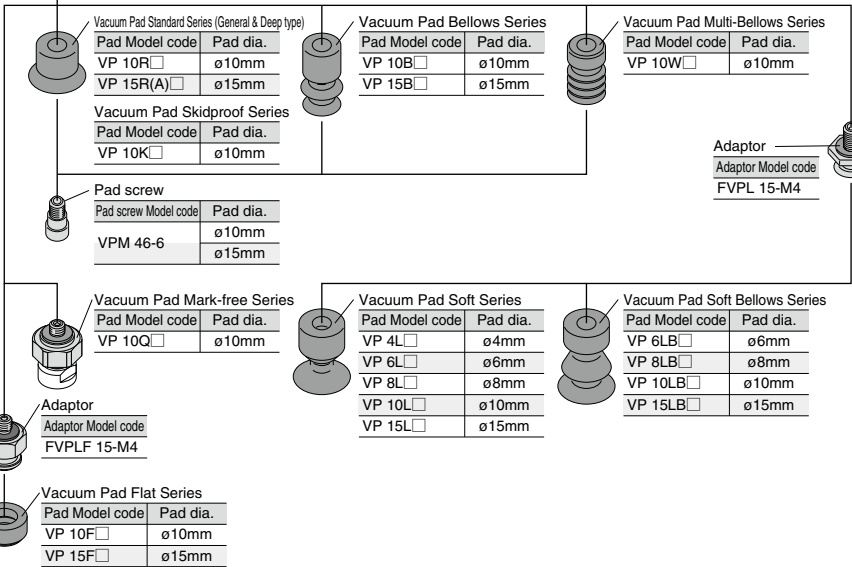 Vacuum Pad Standard Series (General & Deep type)
Pad Model code Pad dia.
VP 10R□ ø10mm
VP 15R(A)□ ø15mm
Vacuum Pad Skidproof Series
Pad Model code Pad dia.
VP 10K□ ø10mm
Pad screw
Pad screw Model code Pad dia.
VPM 46-6 ø10mm
ø15mm
Vacuum Pad Bellows Series
Pad Model code Pad dia.
VP 10B□ ø10mm
VP 15B□ ø15mm
Vacuum Pad Multi-Bellows Series
Pad Model code Pad dia.
VP 10W□ ø10mm
Adaptor
Adaptor Model code
FVPL 15-M4
Vacuum Pad Mark-free Series
Pad Model code Pad dia.
VP 10Q□ ø10mm
Vacuum Pad Soft Series
Pad Model code Pad dia.
VP 4L□ ø4mm
VP 6L□ ø6mm
VP 8L□ ø8mm
VP 10L□ ø10mm
VP 15L□ ø15mm
Vacuum Pad Soft Bellows Series
Pad Model code Pad dia.
VP 6LB□ ø6mm
VP 8LB□ ø8mm
VP 10LB□ ø10mm
VP 15LB□ ø15mm
Adaptor
Adaptor Model code
FVPLF 15-M4
Vacuum Pad Flat Series
Pad Model code Pad dia.
VP 10F□ ø10mm
VP 15F□ ø15mm